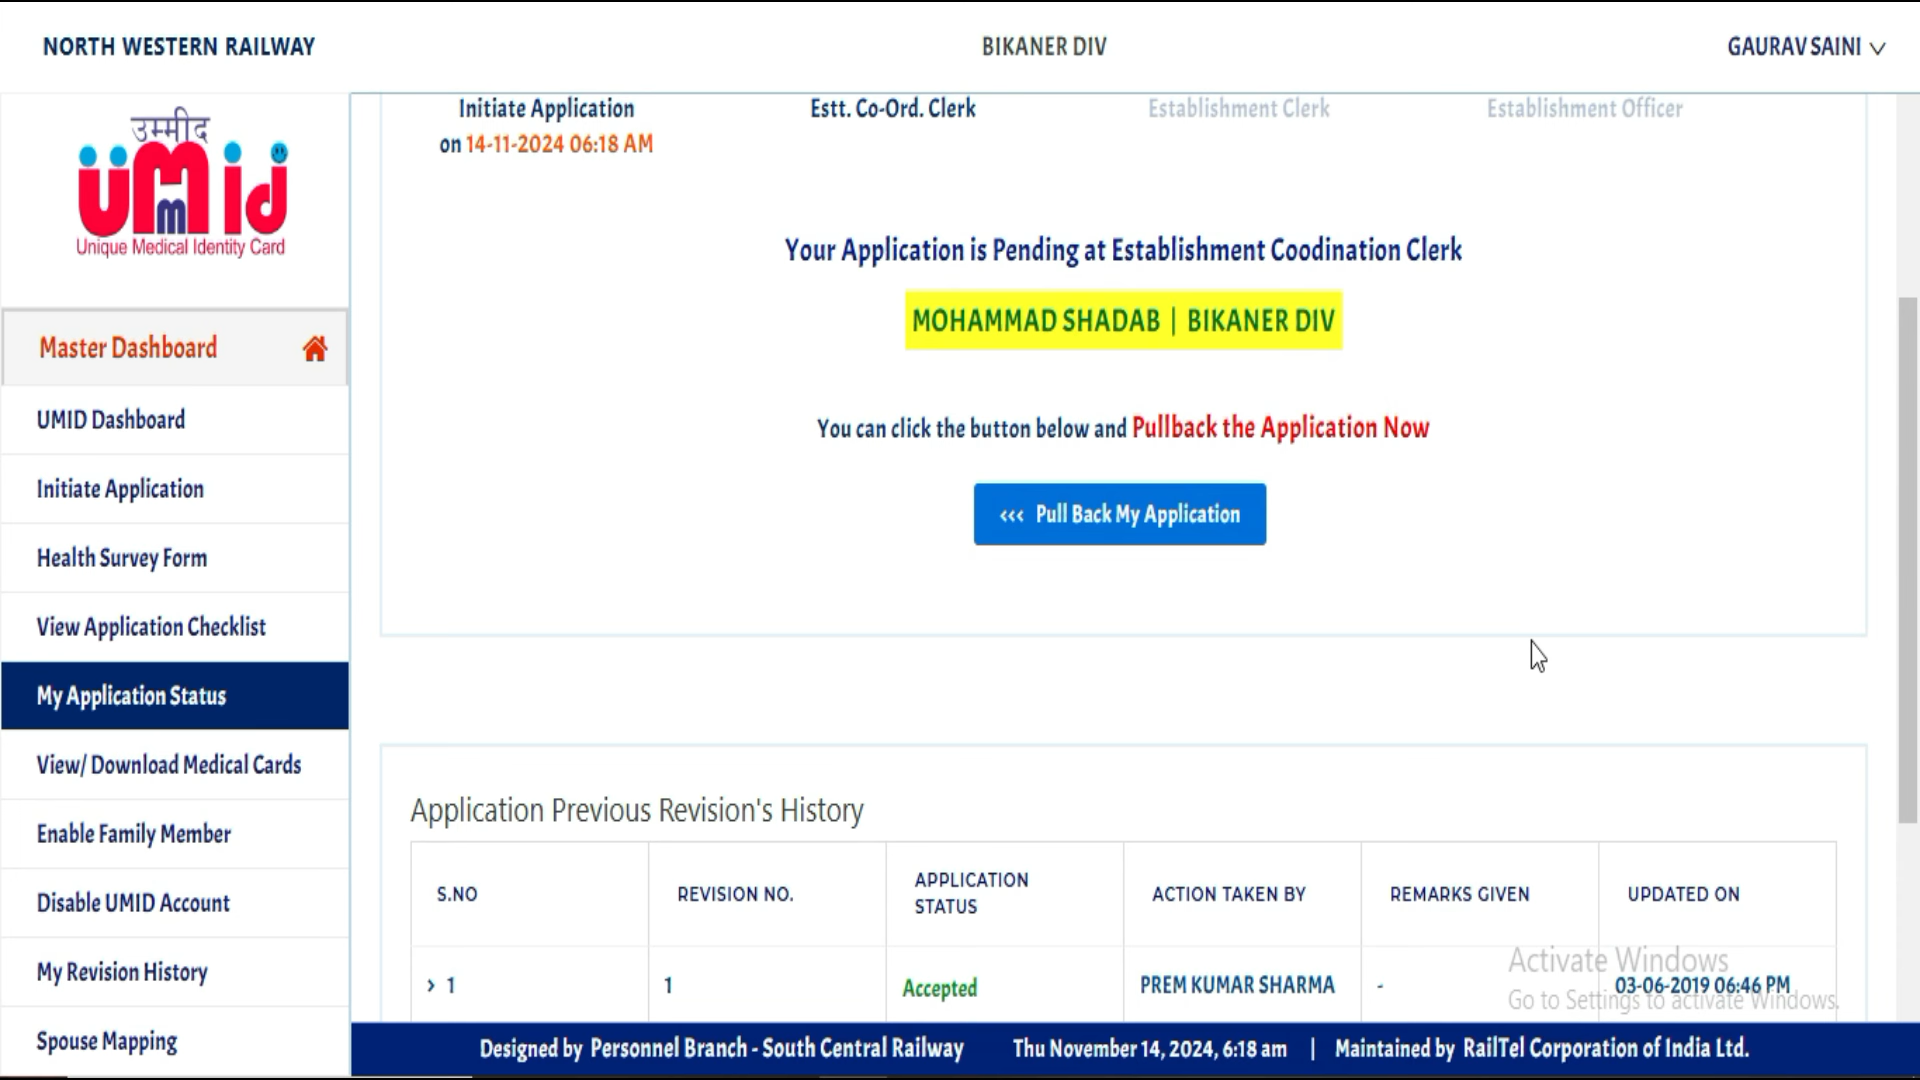 NORTH WESTERN RAILWAY
BIKANER DIV
GAURAV SAINI
उम्मीद
UMMID
m
Unique Medical Identity Card
Master Dashboard
UMID Dashboard
Initiate Application
Health Survey Form
View Application Checklist
My Application Status
View/ Download Medical Cards
Enable Family Member
Disable UMID Account
My Revision History
Spouse Mapping
Initiate Application
on 14-11-2024 06:18 AM
Estt. Co-Ord. Clerk
Establishment Clerk
Establishment Officer
Your Application is Pending at Establishment Coodination Clerk
MOHAMMAD SHADAB | BIKANER DIV
You can click the button below and Pullback the Application Now
<<< Pull Back My Application
Application Previous Revision's History
S.NO
REVISION NO.
APPLICATION
STATUS
ACTION TAKEN BY
REMARKS GIVEN
UPDATED ON
> 1
1
Accepted
PREM KUMAR SHARMA
-
03-06-2019 06:46 PM
Activate Windows
Go to Settings to activate Windows.
Designed by Personnel Branch - South Central Railway
Thu November 14, 2024, 6:18 am | Maintained by RailTel Corporation of India Ltd.